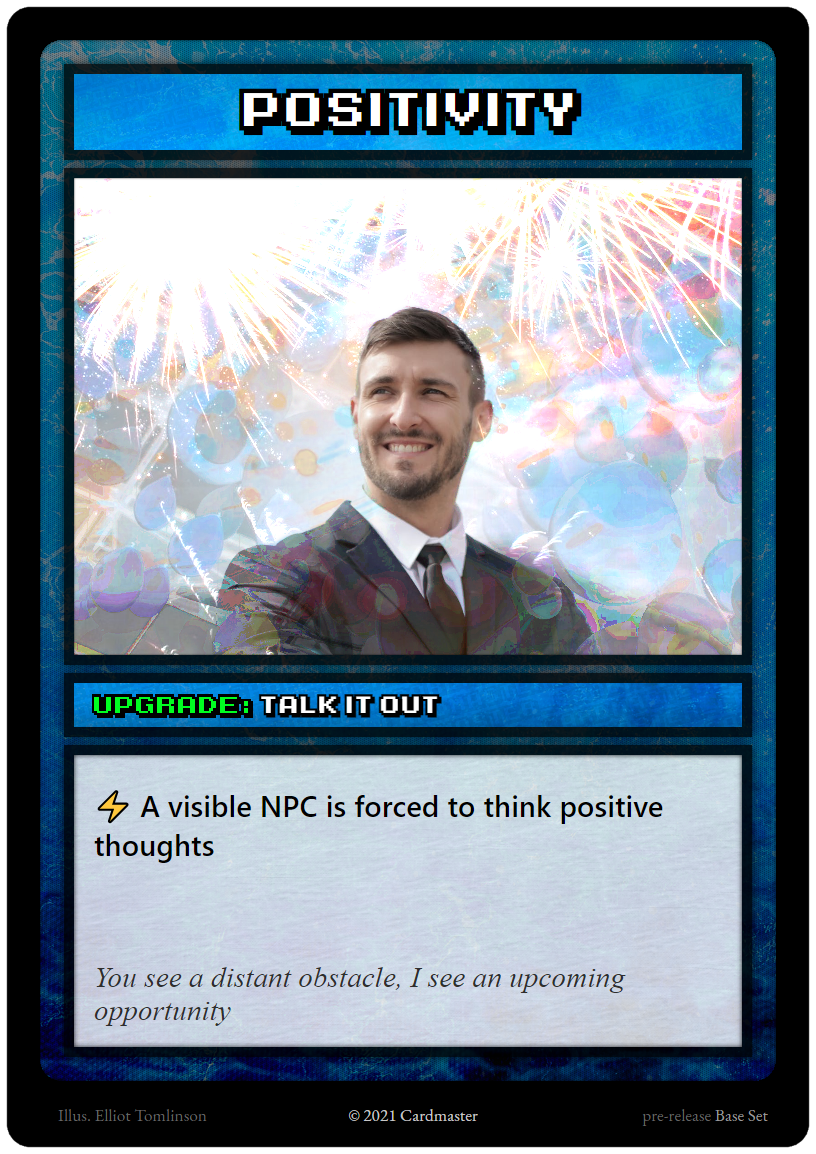 POSITIVITY
UPGRADE: TALK IT OUT
⚡ A visible NPC is forced to think positive
thoughts
You see a distant obstacle, I see an upcoming
opportunity
Illus. Elliot Tomlinson © 2021 Cardmaster pre-release Base Set